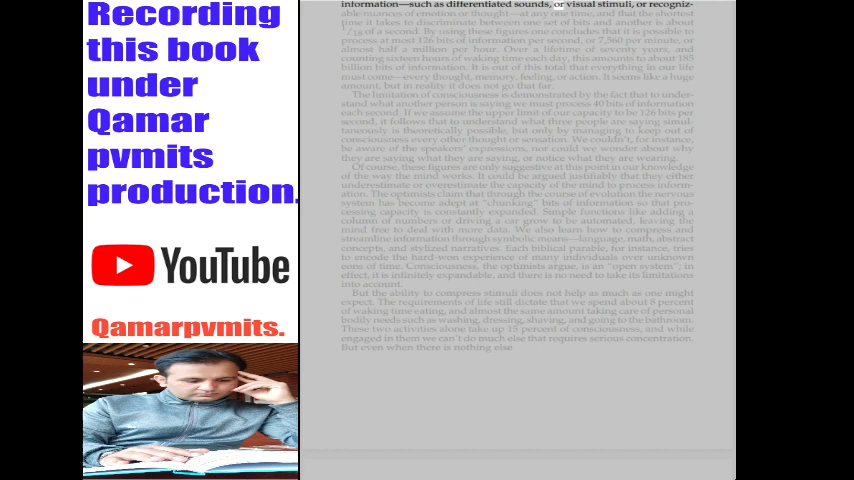 Recording
this book
under
Qamar
pvmits
production.
YouTube
Qamarpvmits.
information—such as differentiated sounds, or visual stimuli, or recogniz-
able nuances of emotion or thought—at any one time, and that the shortest
time it takes to discriminate between one set of bits and another is about
1/18 of a second. By using these figures one concludes that it is possible to
process at most 126 bits of information per second, or 7,560 per minute, or
almost half a million per hour. Over a lifetime of seventy years, and
counting sixteen hours of waking time each day, this amounts to about 185
billion bits of information. It is out of this total that everything in our life
must come—every thought, memory, feeling, or action. It seems like a huge
amount, but in reality it does not go that far.
The limitation of consciousness is demonstrated by the fact that to under-
stand what another person is saying we must process 40 bits of information
each second. If we assume the upper limit of our capacity to be 126 bits per
second, it follows that to understand what three people are saying simul-
taneously is theoretically possible, but only by managing to keep out of
consciousness every other thought or sensation. We couldn't, for instance,
be aware of the speakers' expressions, nor could we wonder about why
they are saying what they are saying, or notice what they are wearing.
Of course, these figures are only suggestive at this point in our knowledge
of the way the mind works. It could be argued justifiably that they either
underestimate or overestimate the capacity of the mind to process inform-
ation. The optimists claim that through the course of evolution the nervous
system has become adept at "chunking" bits of information so that pro-
cessing capacity is constantly expanded. Simple functions like adding a
column of numbers or driving a car grow to be automated, leaving the
mind free to deal with more data. We also learn how to compress and
streamline information through symbolic means—language, math, abstract
concepts, and stylized narratives. Each biblical parable, for instance, tries
to encode the hard-won experience of many individuals over unknown
eons of time. Consciousness, the optimists argue, is an "open system"; in
effect, it is infinitely expandable, and there is no need to take its limitations
into account.
But the ability to compress stimuli does not help as much as one might
expect. The requirements of life still dictate that we spend about 8 percent
of waking time eating, and almost the same amount taking care of personal
bodily needs such as washing, dressing, shaving, and going to the bathroom.
These two activities alone take up 15 percent of consciousness, and while
engaged in them we can't do much else that requires serious concentration.
But even when there is nothing else